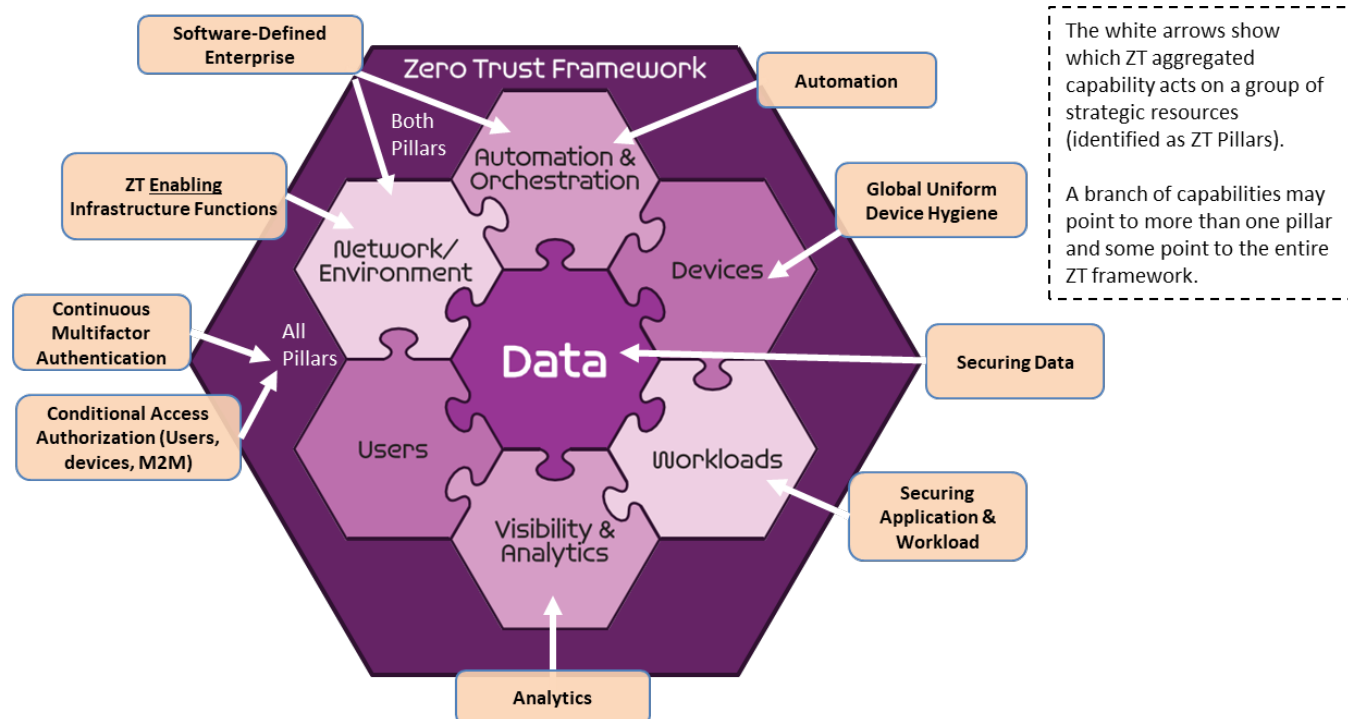 Software-Defined
Enterprise
Zero Trust Framework
Automation
Both
Pillars
Automation &
Orchestration
ZT Enabling
Infrastructure Functions
Global Uniform
Device Hygiene
Network/
Environment
Devices
Continuous
Multifactor
Authentication
All
Pillars
Data
Securing Data
Conditional Access
Authorization (Users,
devices, M2M)
Users
Workloads
Securing
Application &
Workload
Visibility &
Analytics
Analytics
The white arrows show
which ZT aggregated
capability acts on a group of
strategic resources
(identified as ZT Pillars).
A branch of capabilities may
point to more than one pillar
and some point to the entire
ZT framework.